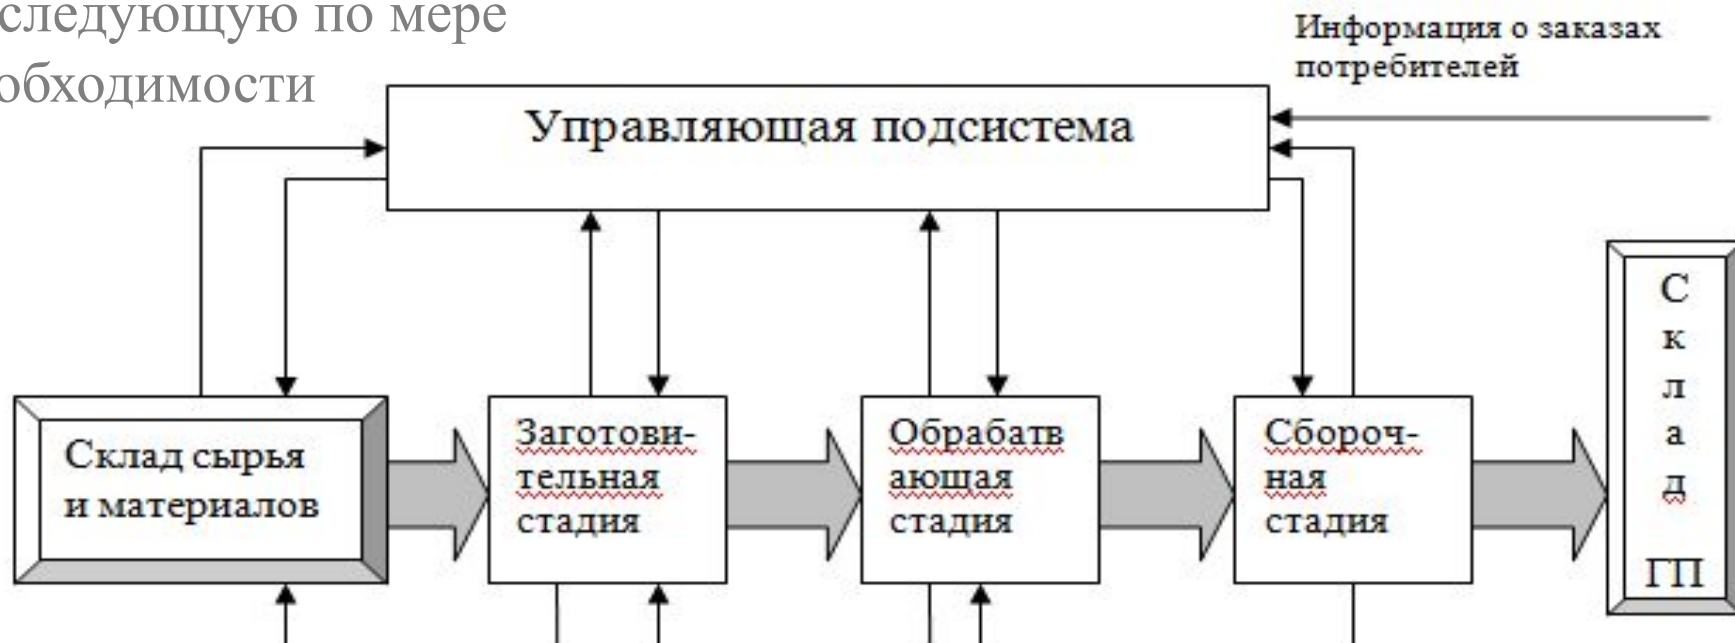 следующую по мере
обходимости
Информация о заказах
потребителей
Управляющая подсистема
Склад сырья
и материалов
Заготови-
тельная
стадия
Обрабатв
ающая
стадия
Сбороч-
ная
стадия
С
к
л
а
д
ГП